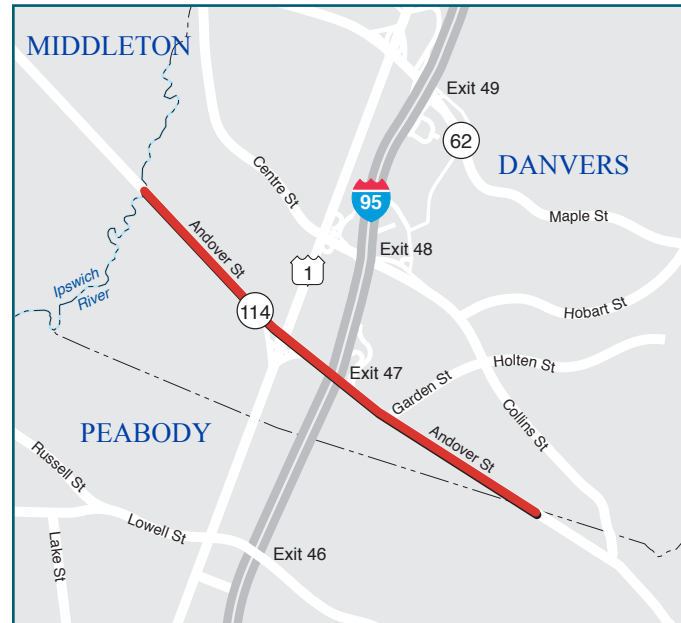 MIDDLETON
Exit 49
62
DANVERS
Centre St
95
Maple St
Andover St
Exit 48
1
Ipswich
River
114
Hobart St
Holten St
Exit 47
Garden St
PEABODY
Collins St
Andover St
Russell St
Lowell St
Exit 46
Lake St